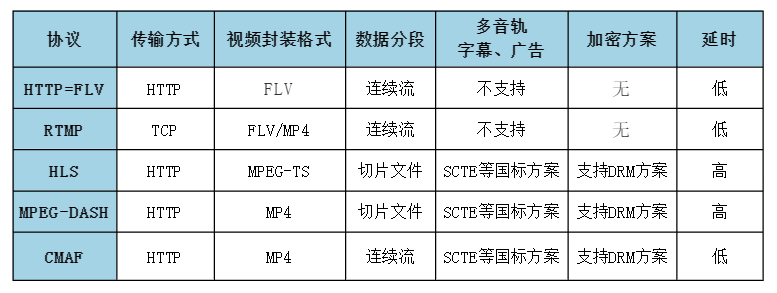 协议 传输方式 视频封装格式 数据分段 多音轨 字幕、广告 加密方案 延时
HTTP=FLV HTTP FLV 连续流 不支持 无 低
RTMP TCP FLV/MP4 连续流 不支持 无 低
HLS HTTP MPEG-TS 切片文件 SCTE等国标方案 支持DRM方案 高
MPEG-DASH HTTP MP4 切片文件 SCTE等国标方案 支持DRM方案 高
CMAF HTTP MP4 连续流 SCTE等国标方案 支持DRM方案 低